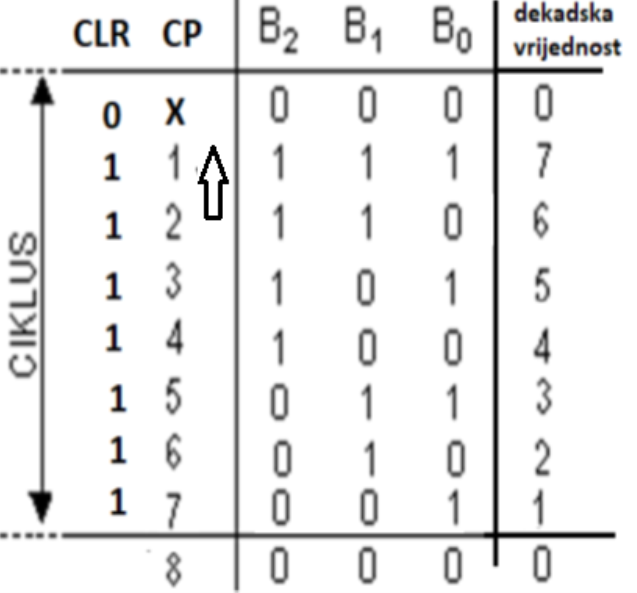 CLR CP B2 B1 B0 dekadska vrijednost
CIKLUS
0 X 0 0 0 0
1 1 1 1 1 7
1 2 1 1 0 6
1 3 1 0 1 5
1 4 1 0 0 4
1 5 0 1 1 3
1 6 0 1 0 2
1 7 0 0 1 1
8 0 0 0 0